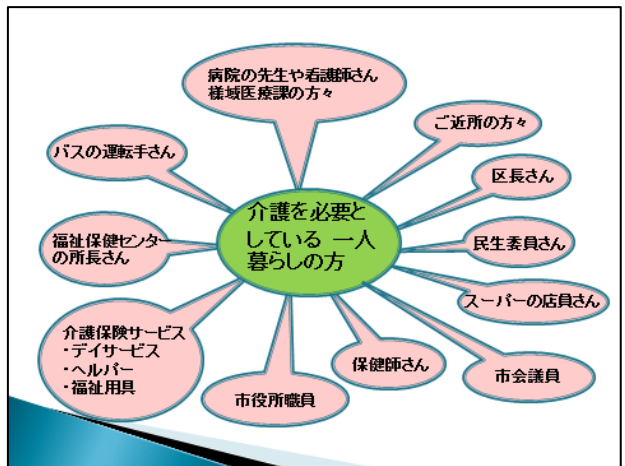 病院の先生や看護師さん
様域医療課の方々
ご近所の方々
バスの運転手さん
区長さん
介護を必要と
している 一人
暮らしの方
福祉保健センター
の所長さん
民生委員さん
スーパーの店員さん
介護保険サービス
・デイサービス
・ヘルパー
・福祉用具
保健師さん
市会議員
市役所職員